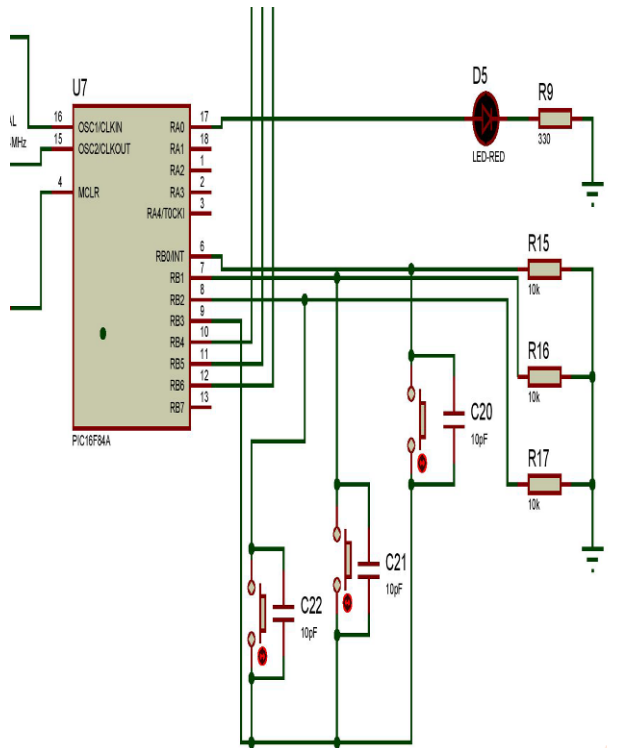 U7
D5
R9
16 OSC1/CLKIN RA0 17
15 OSC2/CLKOUT RA1 18
RA2 1
4 MCLR RA3 2
RA4/T0CKI 3
LED-RED
330
RB0/INT 6
RB1 7
RB2 8
RB3 9
RB4 10
RB5 11
RB6 12
RB7 13
PIC16F84A
R15
10k
R16
10k
R17
10k
C20
10pF
C21
10pF
C22
10pF